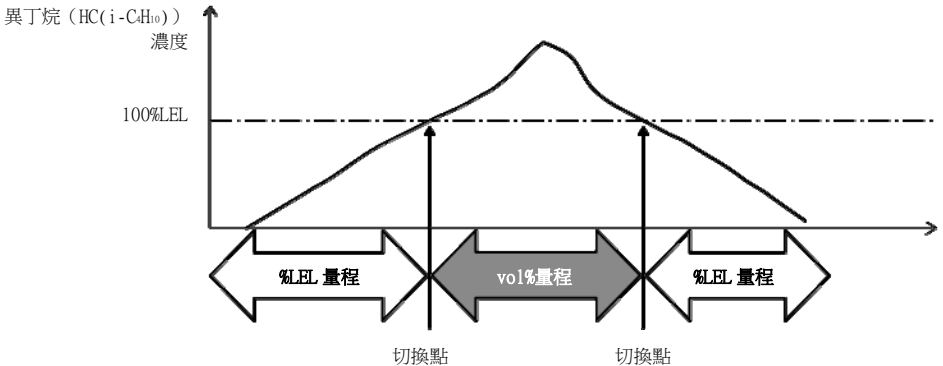 異丁烷（HC(i-C₄H₁₀)）
濃度
100%LEL
%LEL 量程
vol%量程
%LEL 量程
切換點
切換點